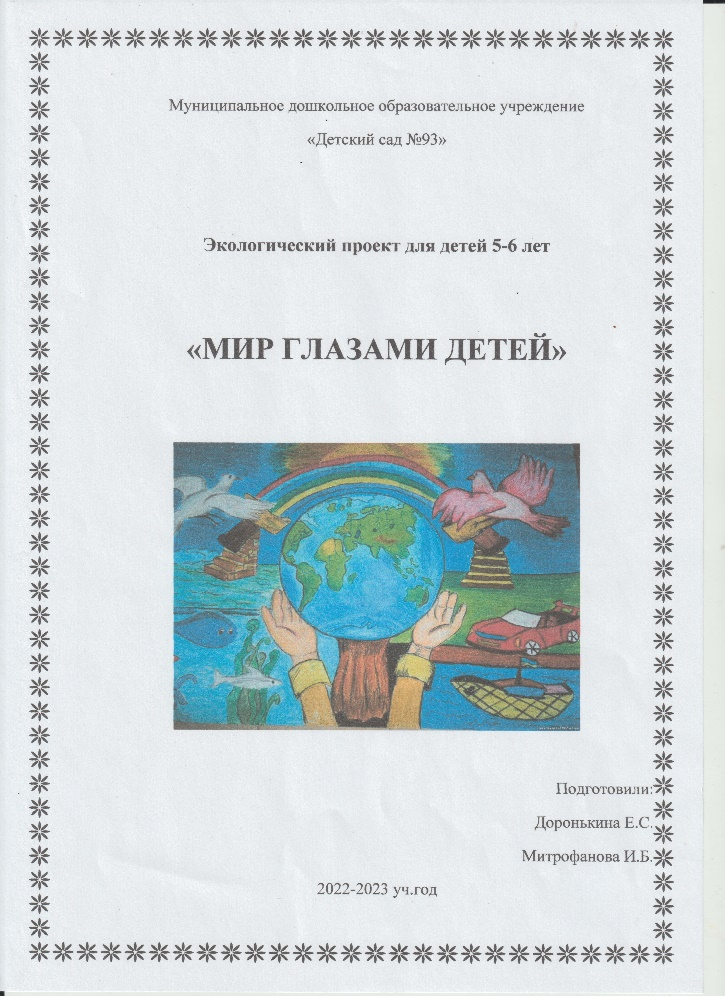 Муниципальное дошкольное образовательное учреждение
«Детский сад №93»
Экологический проект для детей 5-6 лет
«МИР ГЛАЗАМИ ДЕТЕЙ»
Подготовили:
Доронькина Е.С.
Митрофанова И.Б.
2022-2023 уч.год